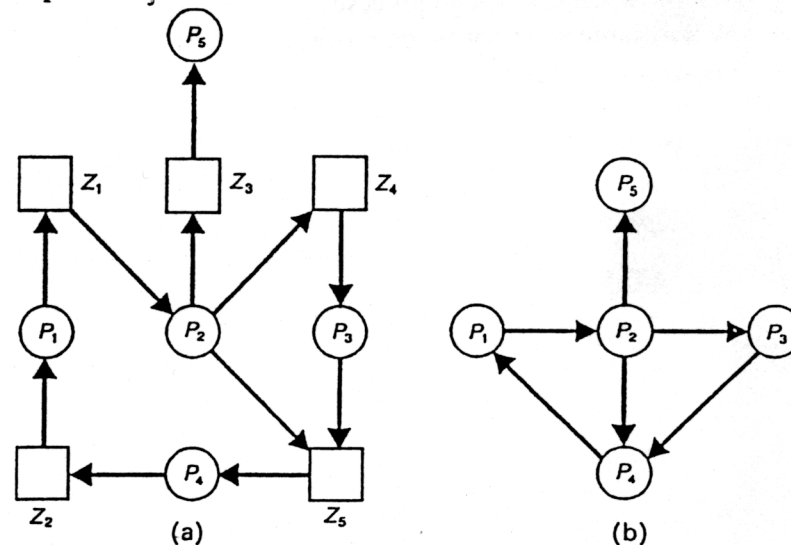 P₅
Z₁ Z₃ Z₄ P₅
P₁ P₂ P₃ P₁ P₂ P₃
P₄ P₄
Z₂ Z₅
(a) (b)